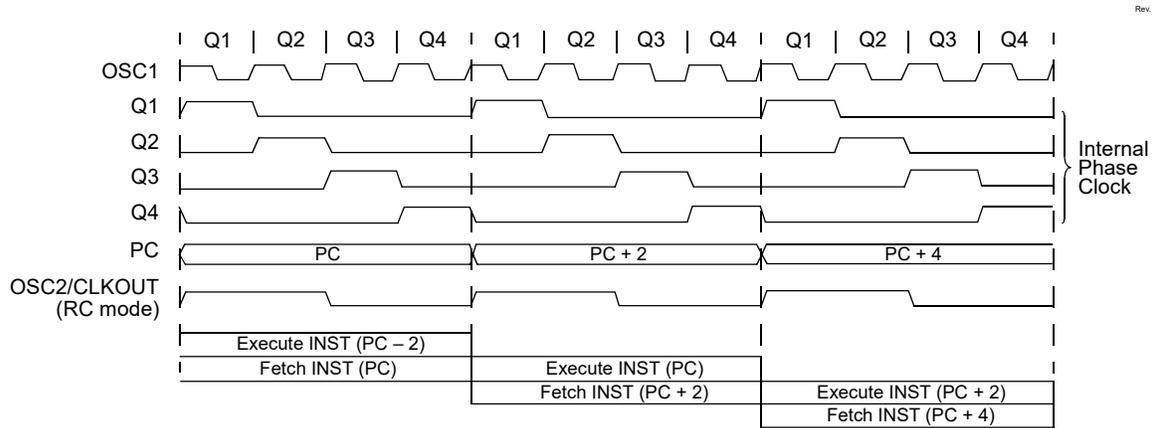 Rev.
Q1 Q2 Q3 Q4 Q1 Q2 Q3 Q4 Q1 Q2 Q3 Q4
OSC1
Q1
Q2
Q3
Q4
Internal
Phase
Clock
PC PC PC + 2 PC + 4
OSC2/CLKOUT
(RC mode)
Execute INST (PC – 2)
Fetch INST (PC) Execute INST (PC)
Fetch INST (PC + 2) Execute INST (PC + 2)
Fetch INST (PC + 4)